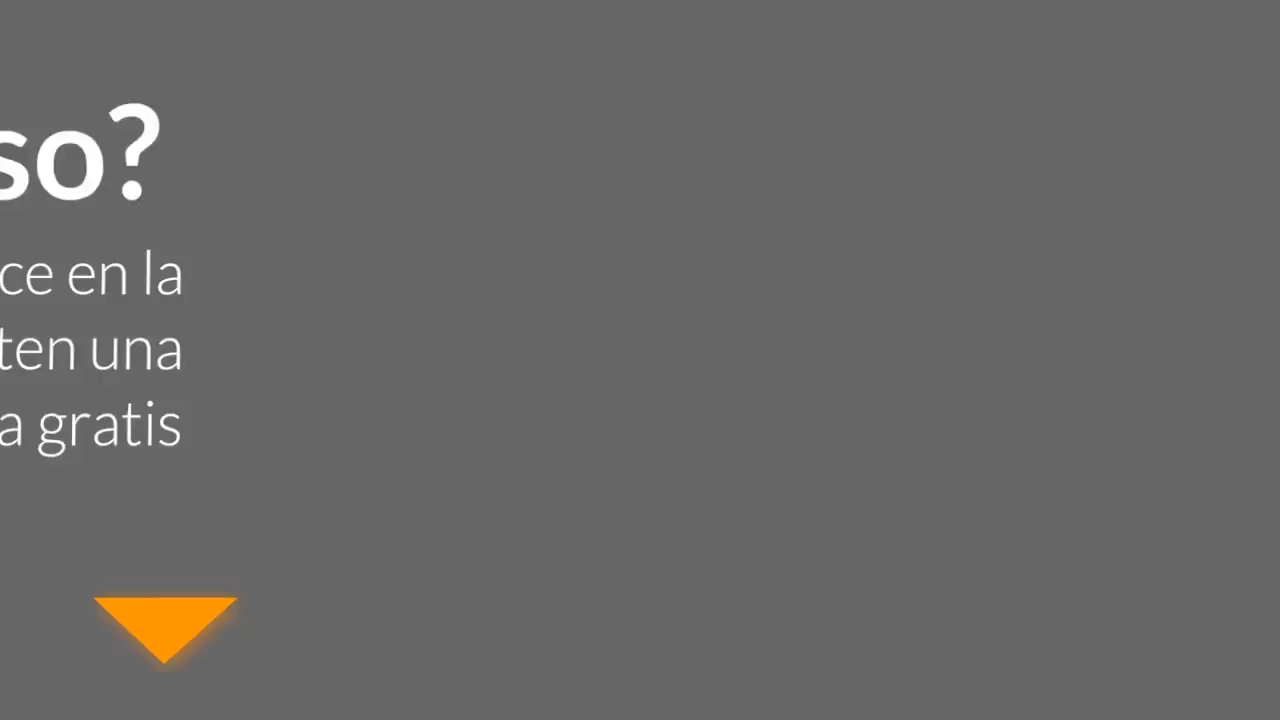 so?
ce en la
ten una
a gratis